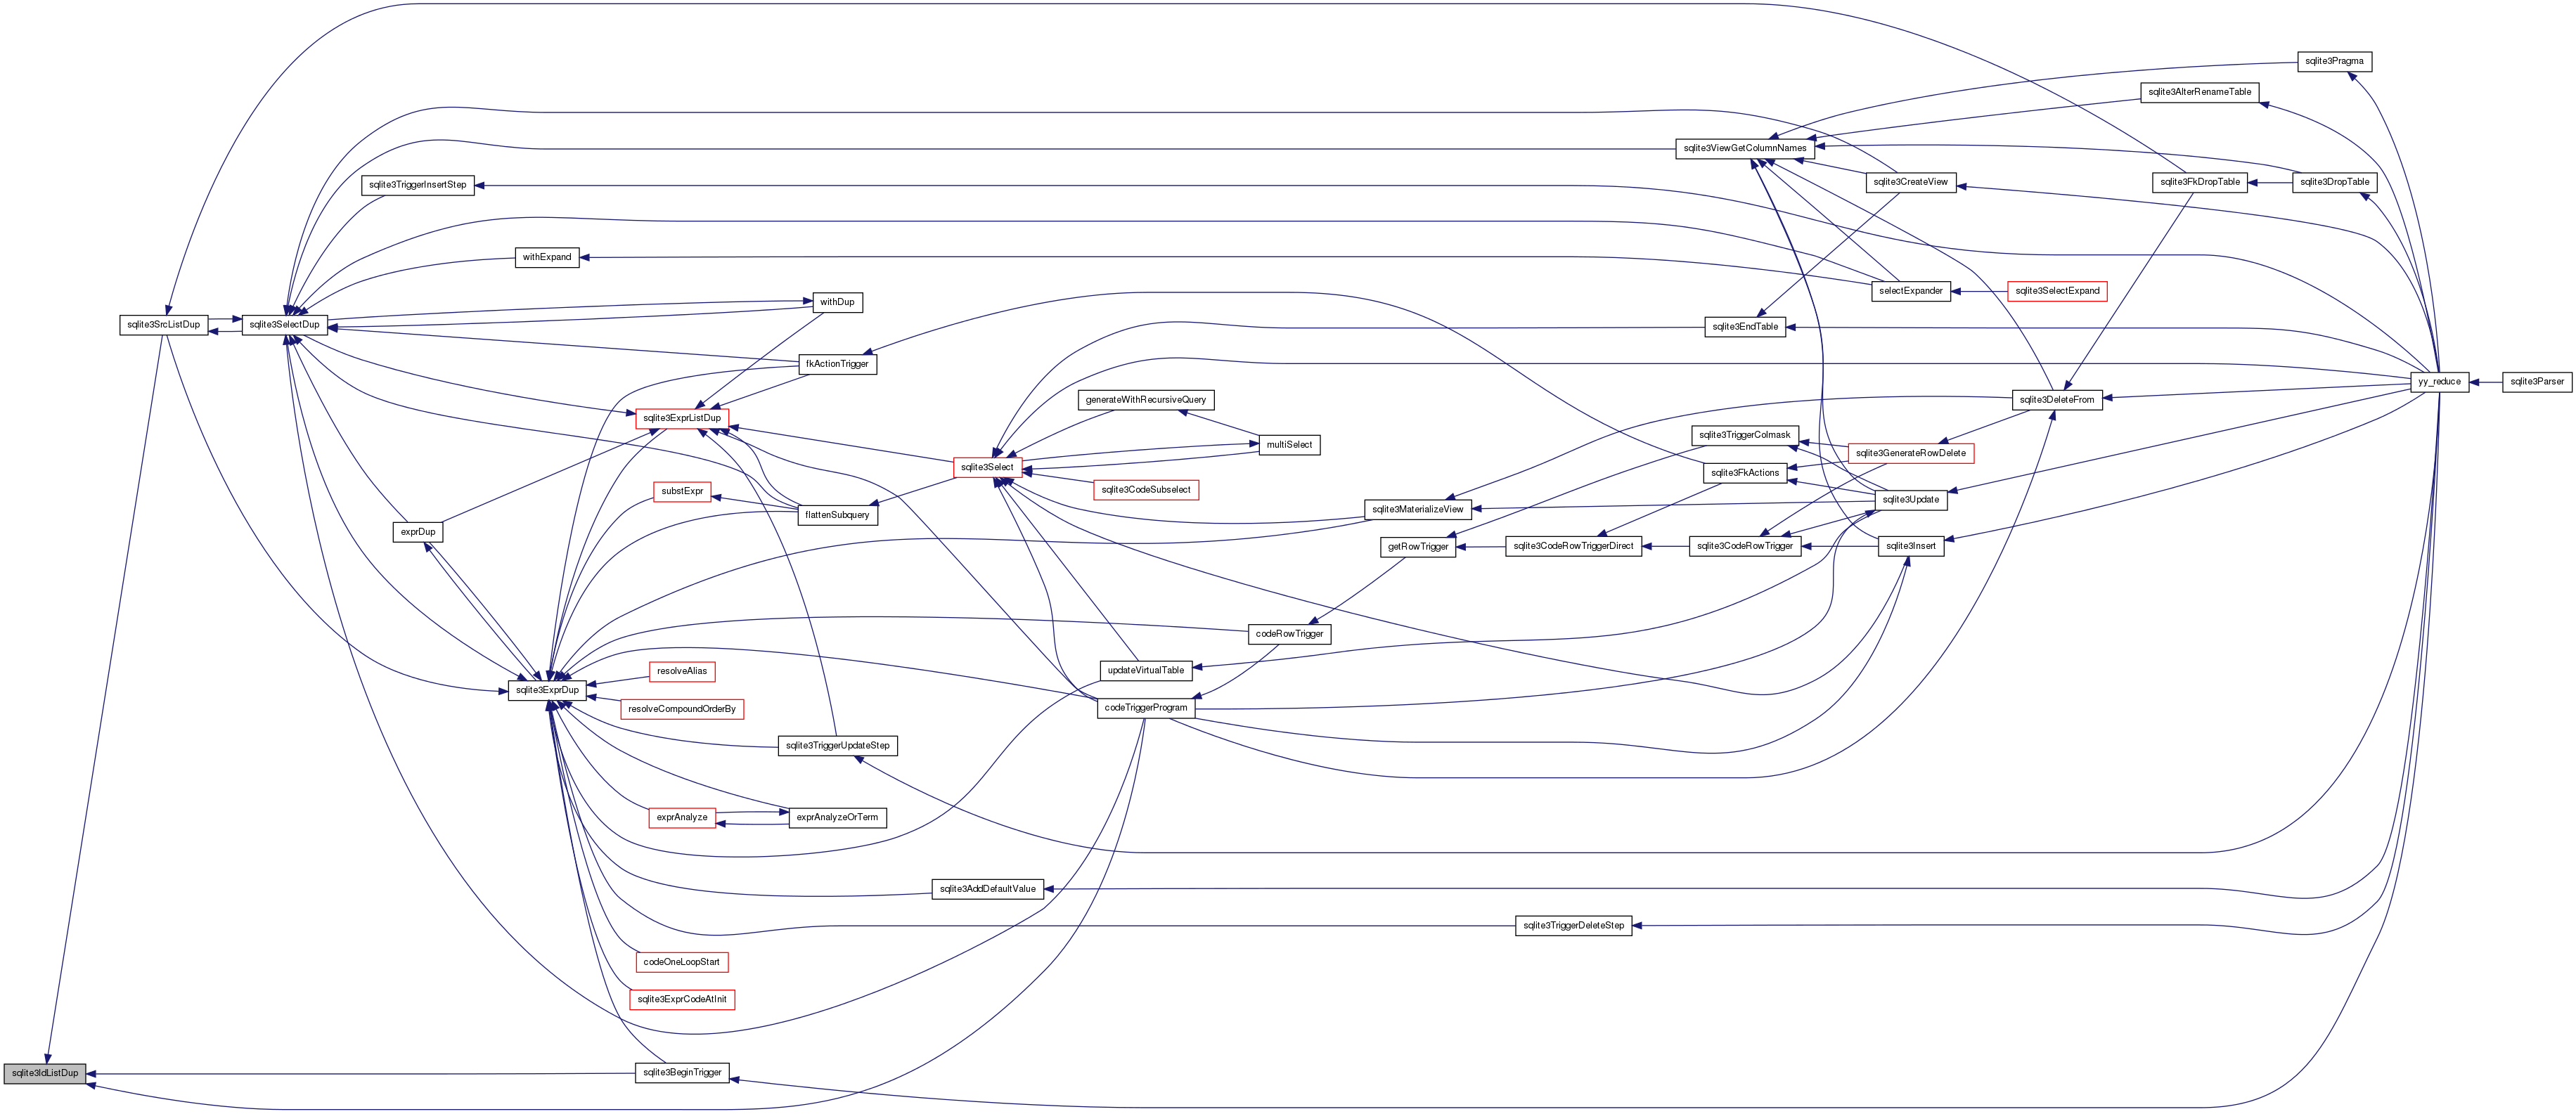 sqlite3Pragma
sqlite3AlterRenameTable
sqlite3ViewGetColumnNames
sqlite3TriggerInsertStep
sqlite3CreateView
sqlite3FkDropTable
sqlite3DropTable
withExpand
selectExpander
sqlite3SelectExpand
withDup
sqlite3SrcListDup
sqlite3SelectDup
sqlite3EndTable
fkActionTrigger
yy_reduce
sqlite3Parser
generateWithRecursiveQuery
sqlite3DeleteFrom
sqlite3ExprListDup
sqlite3TriggerColmask
multiSelect
sqlite3GenerateRowDelete
sqlite3Select
sqlite3FkActions
substExpr
sqlite3CodeSubselect
sqlite3Update
sqlite3MaterializeView
flattenSubquery
exprDup
getRowTrigger
sqlite3CodeRowTriggerDirect
sqlite3CodeRowTrigger
sqlite3Insert
codeRowTrigger
resolveAlias
updateVirtualTable
sqlite3ExprDup
resolveCompoundOrderBy
codeTriggerProgram
sqlite3TriggerUpdateStep
exprAnalyze
exprAnalyzeOrTerm
sqlite3AddDefaultValue
sqlite3TriggerDeleteStep
codeOneLoopStart
sqlite3ExprCodeAtInit
sqlite3IdListDup
sqlite3BeginTrigger